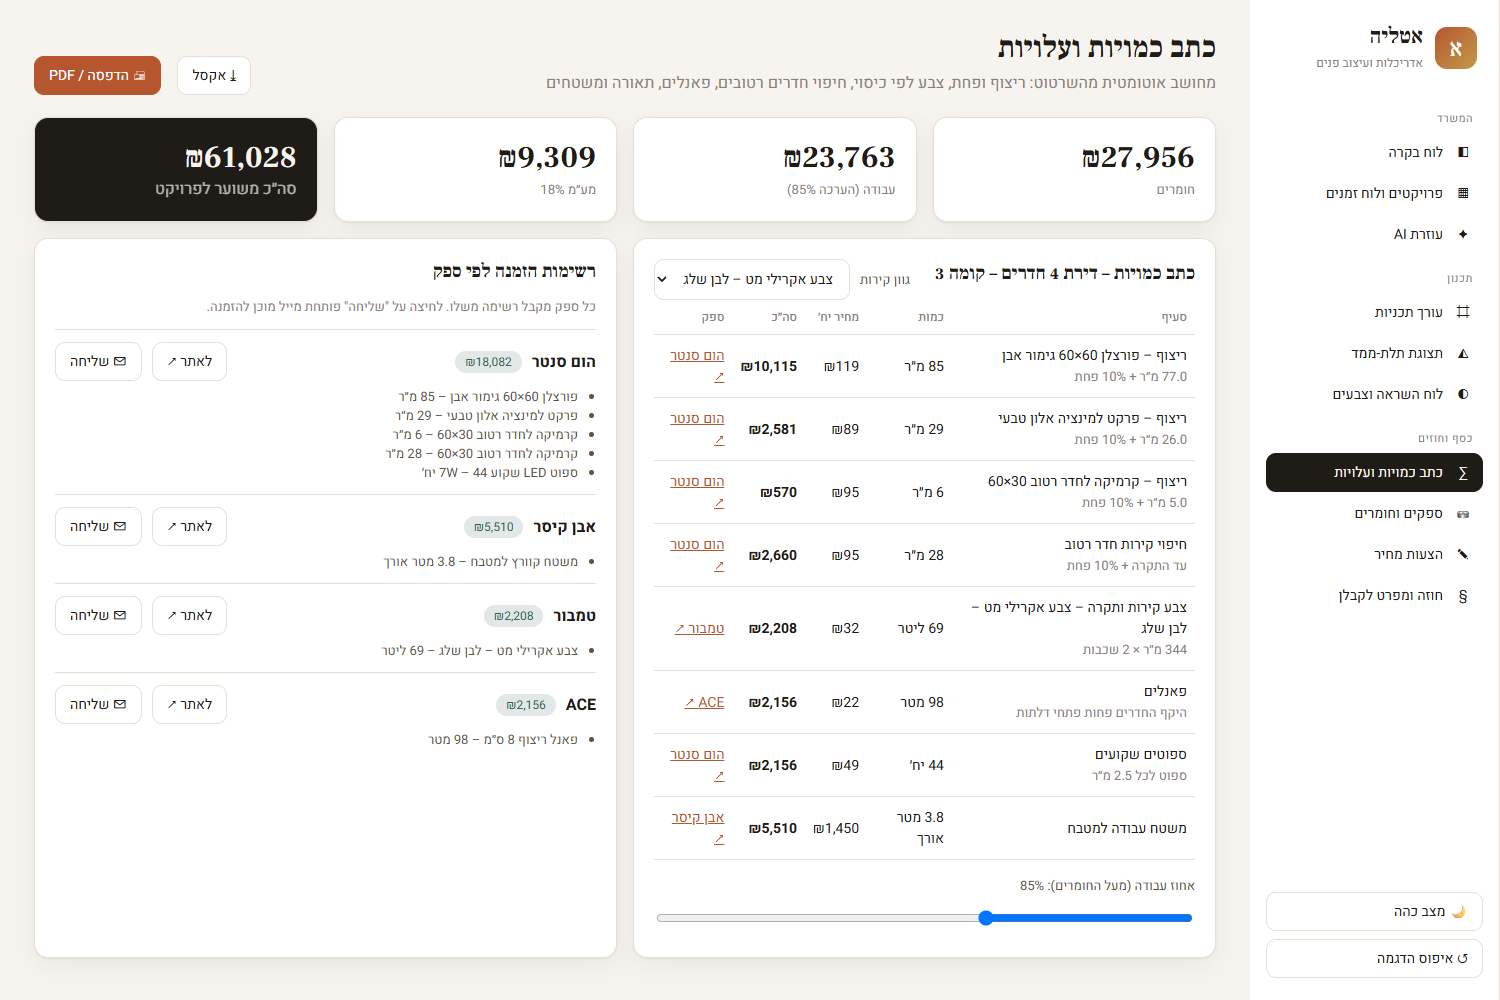 אטליה
א
אדריכלות ועיצוב פנים
המשרד
לוח בקרה
פרויקטים ולוח זמנים
עוזרת AI
תכנון
עורך תכניות
תצוגת תלת-ממד
לוח השראה וצבעים
כסף וחוזים
∑ כתב כמויות ועלויות
ספקים וחומרים
הצעות מחיר
§ חוזה ומפרט לקבלן
🌙 מצב כהה
↺ איפוס הדגמה
כתב כמויות ועלויות
מחושב אוטומטית מהשרטוט: ריצוף ופחת, צבע לפי כיסוי, חיפוי חדרים רטובים, פאנלים, תאורה ומשטחים
⤓ אקסל
הדפסה / PDF
₪27,956
חומרים
₪23,763
עבודה (הערכה 85%)
₪9,309
מע״מ 18%
₪61,028
סה״כ משוער לפרויקט
כתב כמויות – דירת 4 חדרים – קומה 3
גוון קירות
צבע אקרילי מט – לבן שלג
סעיף כמות מחיר יח׳ סה״כ ספק
ריצוף – פורצלן 60×60 גימור אבן 85 מ״ר ₪119 ₪10,115 הום סנטר ↗
77.0 מ״ר + 10% פחת
ריצוף – פרקט למינציה אלון טבעי 29 מ״ר ₪89 ₪2,581 הום סנטר ↗
26.0 מ״ר + 10% פחת
ריצוף – קרמיקה לחדר רטוב 30×60 6 מ״ר ₪95 ₪570 הום סנטר ↗
5.0 מ״ר + 10% פחת
חיפוי קירות חדר רטוב 28 מ״ר ₪95 ₪2,660 הום סנטר ↗
עד התקרה + 10% פחת
צבע קירות ותקרה – צבע אקרילי מט –
לבן שלג 69 ליטר ₪32 ₪2,208 טמבור ↗
344 מ״ר × 2 שכבות
פאנלים 98 מטר ₪22 ₪2,156 ACE ↗
היקף החדרים פחות פתחי דלתות
ספוטים שקועים 44 יח׳ ₪49 ₪2,156 הום סנטר ↗
ספוט לכל 2.5 מ״ר
משטח עבודה למטבח 3.8 מטר אורך ₪1,450 ₪5,510 אבן קיסר ↗
אחוז עבודה (מעל החומרים): 85%
רשימות הזמנה לפי ספק
כל ספק מקבל רשימה משלו. לחיצה על "שליחה" פותחת מייל מוכן להזמנה.
הום סנטר ₪18,082 לאתר ↗ ✉ שליחה
• פורצלן 60×60 גימור אבן – 85 מ״ר
• פרקט למינציה אלון טבעי – 29 מ״ר
• קרמיקה לחדר רטוב 30×60 – 6 מ״ר
• קרמיקה לחדר רטוב 30×60 – 28 מ״ר
• ספוט LED שקוע 7W – 44 יח׳
אבן קיסר ₪5,510 לאתר ↗ ✉ שליחה
• משטח קוורץ למטבח – 3.8 מטר אורך
טמבור ₪2,208 לאתר ↗ ✉ שליחה
• צבע אקרילי מט – לבן שלג – 69 ליטר
ACE ₪2,156 לאתר ↗ ✉ שליחה
• פאנל ריצוף 8 ס״מ – 98 מטר